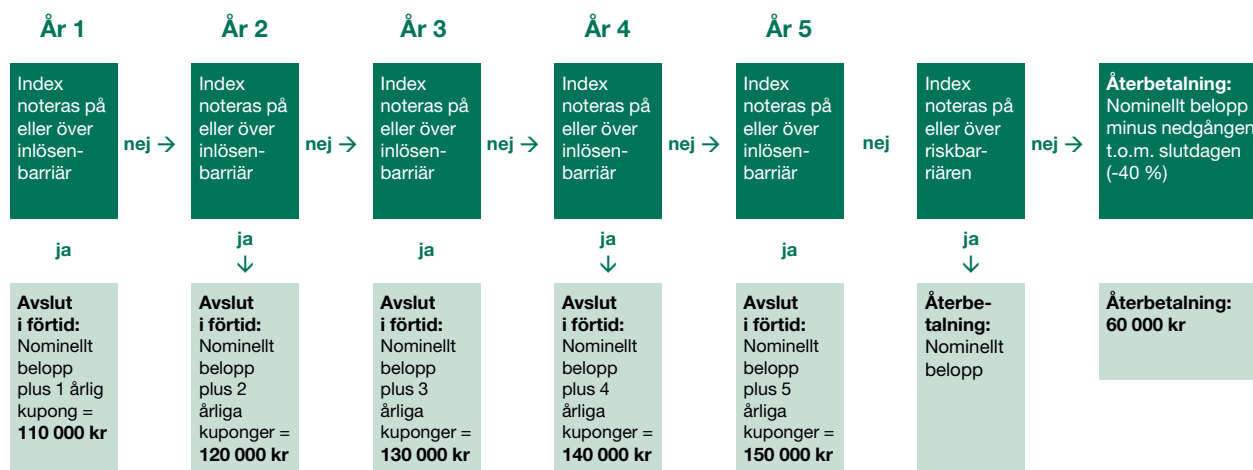 År 1
År 2
År 3
År 4
År 5
Index
noteras på
eller över
inlösen-
barriär
nej →
Index
noteras på
eller över
inlösen-
barriär
nej →
Index
noteras på
eller över
inlösen-
barriär
nej →
Index
noteras på
eller över
inlösen-
barriär
nej →
Index
noteras på
eller över
inlösen-
barriär
nej
Index
noteras på
eller över
riskbar-
riären
nej →
Återbetalning:
Nominellt belopp
minus nedgången
t.o.m. slutdagen
(-40 %)
ja
ja
ja
ja
ja
ja
Avslut
i förtid:
Nominellt
belopp
plus 1 årlig
kupong =
110 000 kr
Avslut
i förtid:
Nominellt
belopp
plus 2
årliga
kuponger =
120 000 kr
Avslut
i förtid:
Nominellt
belopp
plus 3
årliga
kuponger =
130 000 kr
Avslut
i förtid:
Nominellt
belopp
plus 4
årliga
kuponger =
140 000 kr
Avslut
i förtid:
Nominellt
belopp
plus 5
årliga
kuponger =
150 000 kr
Återbe-
talning:
Nominellt
belopp
Återbetalning:
60 000 kr